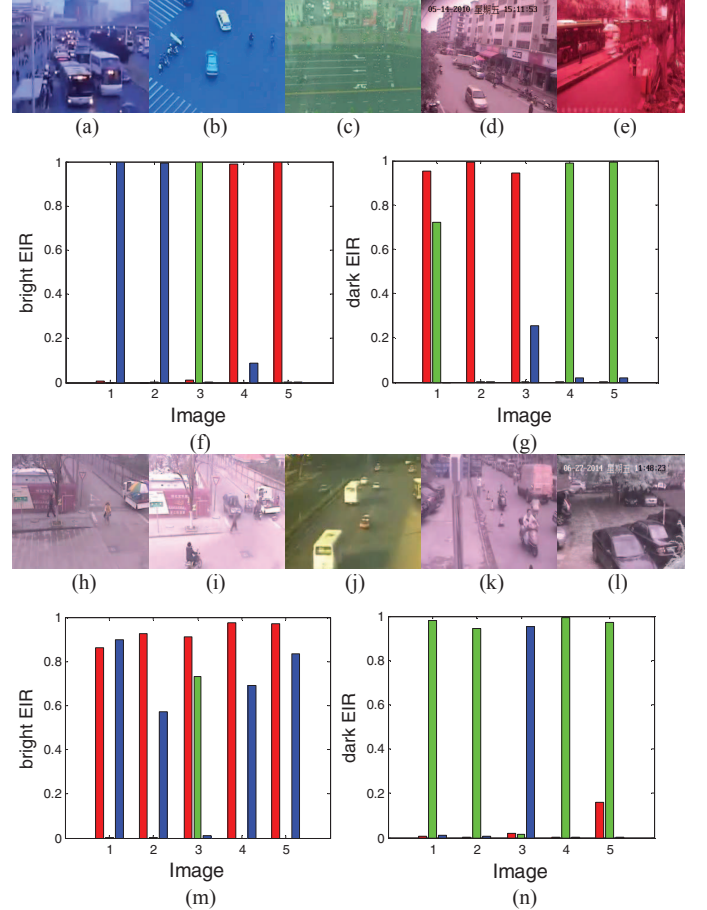 05-14-2010 星期五 15:11:53
(a) (b) (c) (d) (e)
bright EIR
1
0.8
0.6
0.4
0.2
0
1 2 3 4 5
Image
(f)
dark EIR
1
0.8
0.6
0.4
0.2
0
1 2 3 4 5
Image
(g)
06-27-2014 星期五 11:48:23
(h) (i) (j) (k) (l)
bright EIR
1
0.8
0.6
0.4
0.2
0
1 2 3 4 5
Image
(m)
dark EIR
1
0.8
0.6
0.4
0.2
0
1 2 3 4 5
Image
(n)